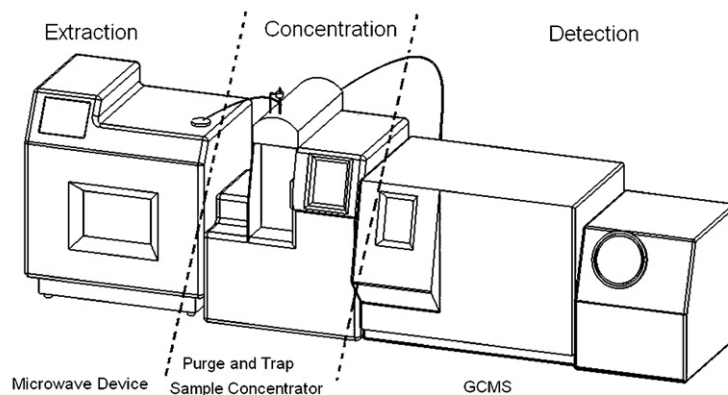 Extraction
Concentration
Detection
Microwave Device
Purge and Trap
Sample Concentrator
GCMS